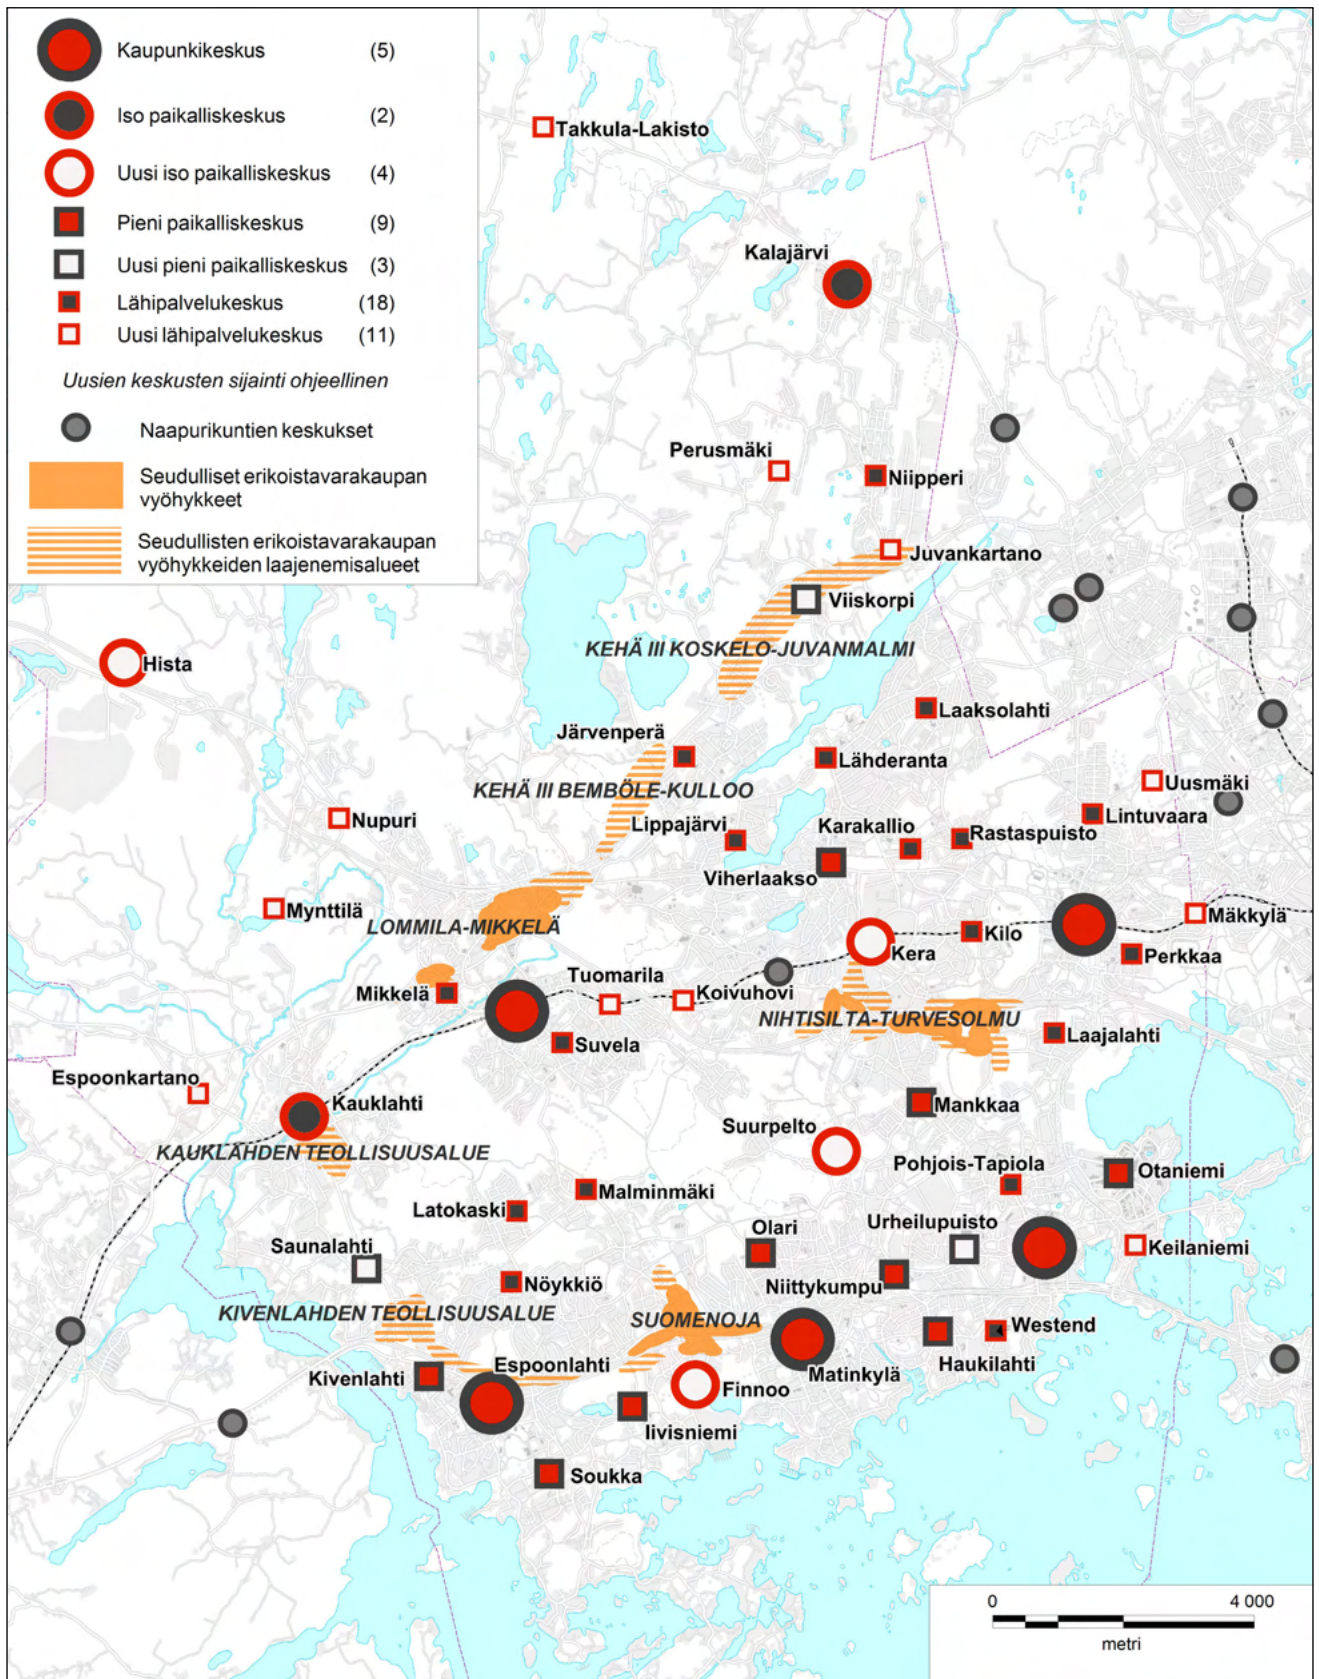 Kaupunkikeskus (5)
Iso paikalliskeskus (2)
Uusi iso paikalliskeskus (4)
Pieni paikalliskeskus (9)
Uusi pieni paikalliskeskus (3)
Lähipalvelukeskus (18)
Uusi lähipalvelukeskus (11)
Uusien keskusten sijainti ohjeellinen
Naapurikuntien keskukset
Seudulliset erikoistavarakaupan
vyöhykkeet
Seudullisten erikoistavarakaupan
vyöhykkeiden laajenemisalueet
Takkula-Lakisto
Kalajärvi
Perusmäki
Niipperi
Juvankartano
Viiskorpi
KEHÄ III KOSKELO-JUVANMALMI
Hista
Laaksolahti
Järvenperä
Lähderanta
Uusmäki
KEHÄ III BEMBÖLE-KULLOO
Nupuri
Lippajärvi
Karakallio
Rastaspuisto
Lintuvaara
Viherlaakso
Mynttilä
Mäkkylä
LOMMILA-MIKKELÄ
Kilo
Kera
Perkkaa
Tuomarila
Mikkelä
Koivuhovi
NIHTISILTA-TURVESOLMU
Laajalahti
Suvela
Espoonkartano
Kauklahti
Mankkaa
Suurpelto
KAUKLAHDEN TEOLLISUUSALUE
Pohjois-Tapiola
Otaniemi
Malminmäki
Latokaski
Olari
Urheilupuisto
Saunalahti
Keilaniemi
Nöykkiö
Niittykumpu
KIVENLAHDEN TEOLLISUUSALUE
SUOMENOJA
Westend
Haukilahti
Espoonlahti
Matinkylä
Kivenlahti
Finnoo
Iivisniemi
Soukka
0 4 000
metri